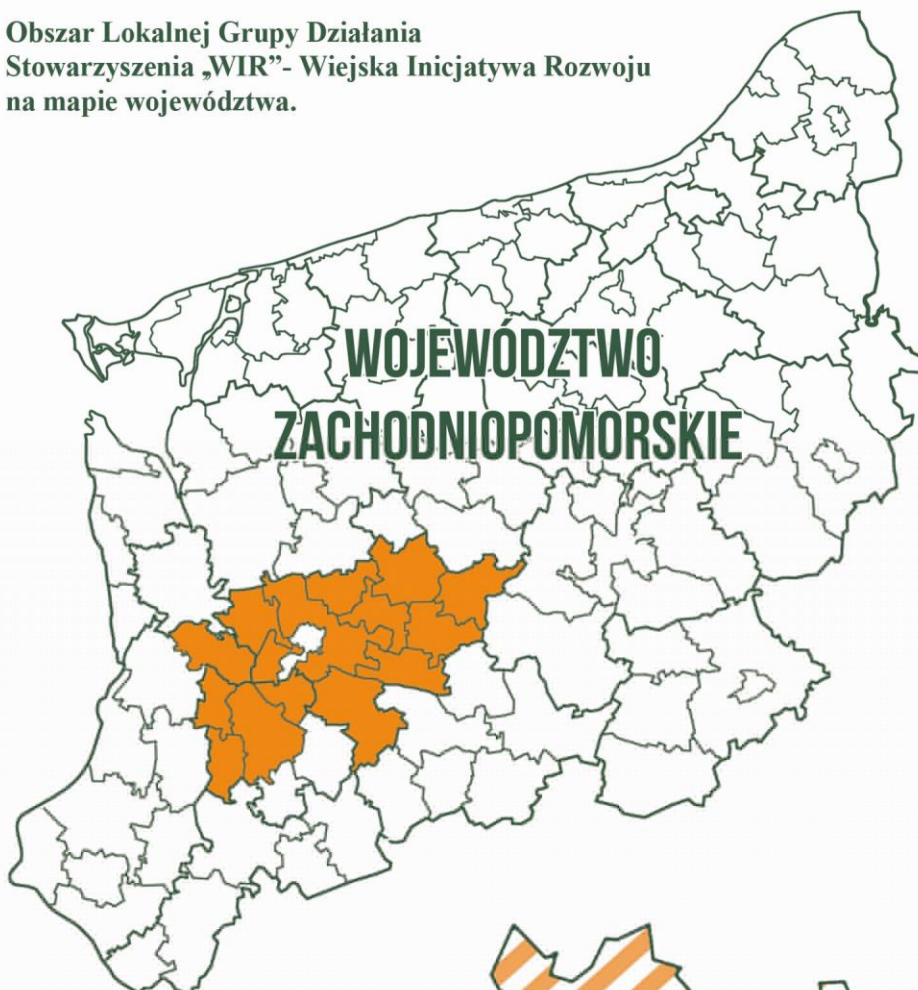 Obszar Lokalnej Grupy Działania
Stowarzyszenia „WIR”- Wiejska Inicjatywa Rozwoju
na mapie województwa.
WOJEWÓDZTWO
ZACHODNIOPOMORSKIE